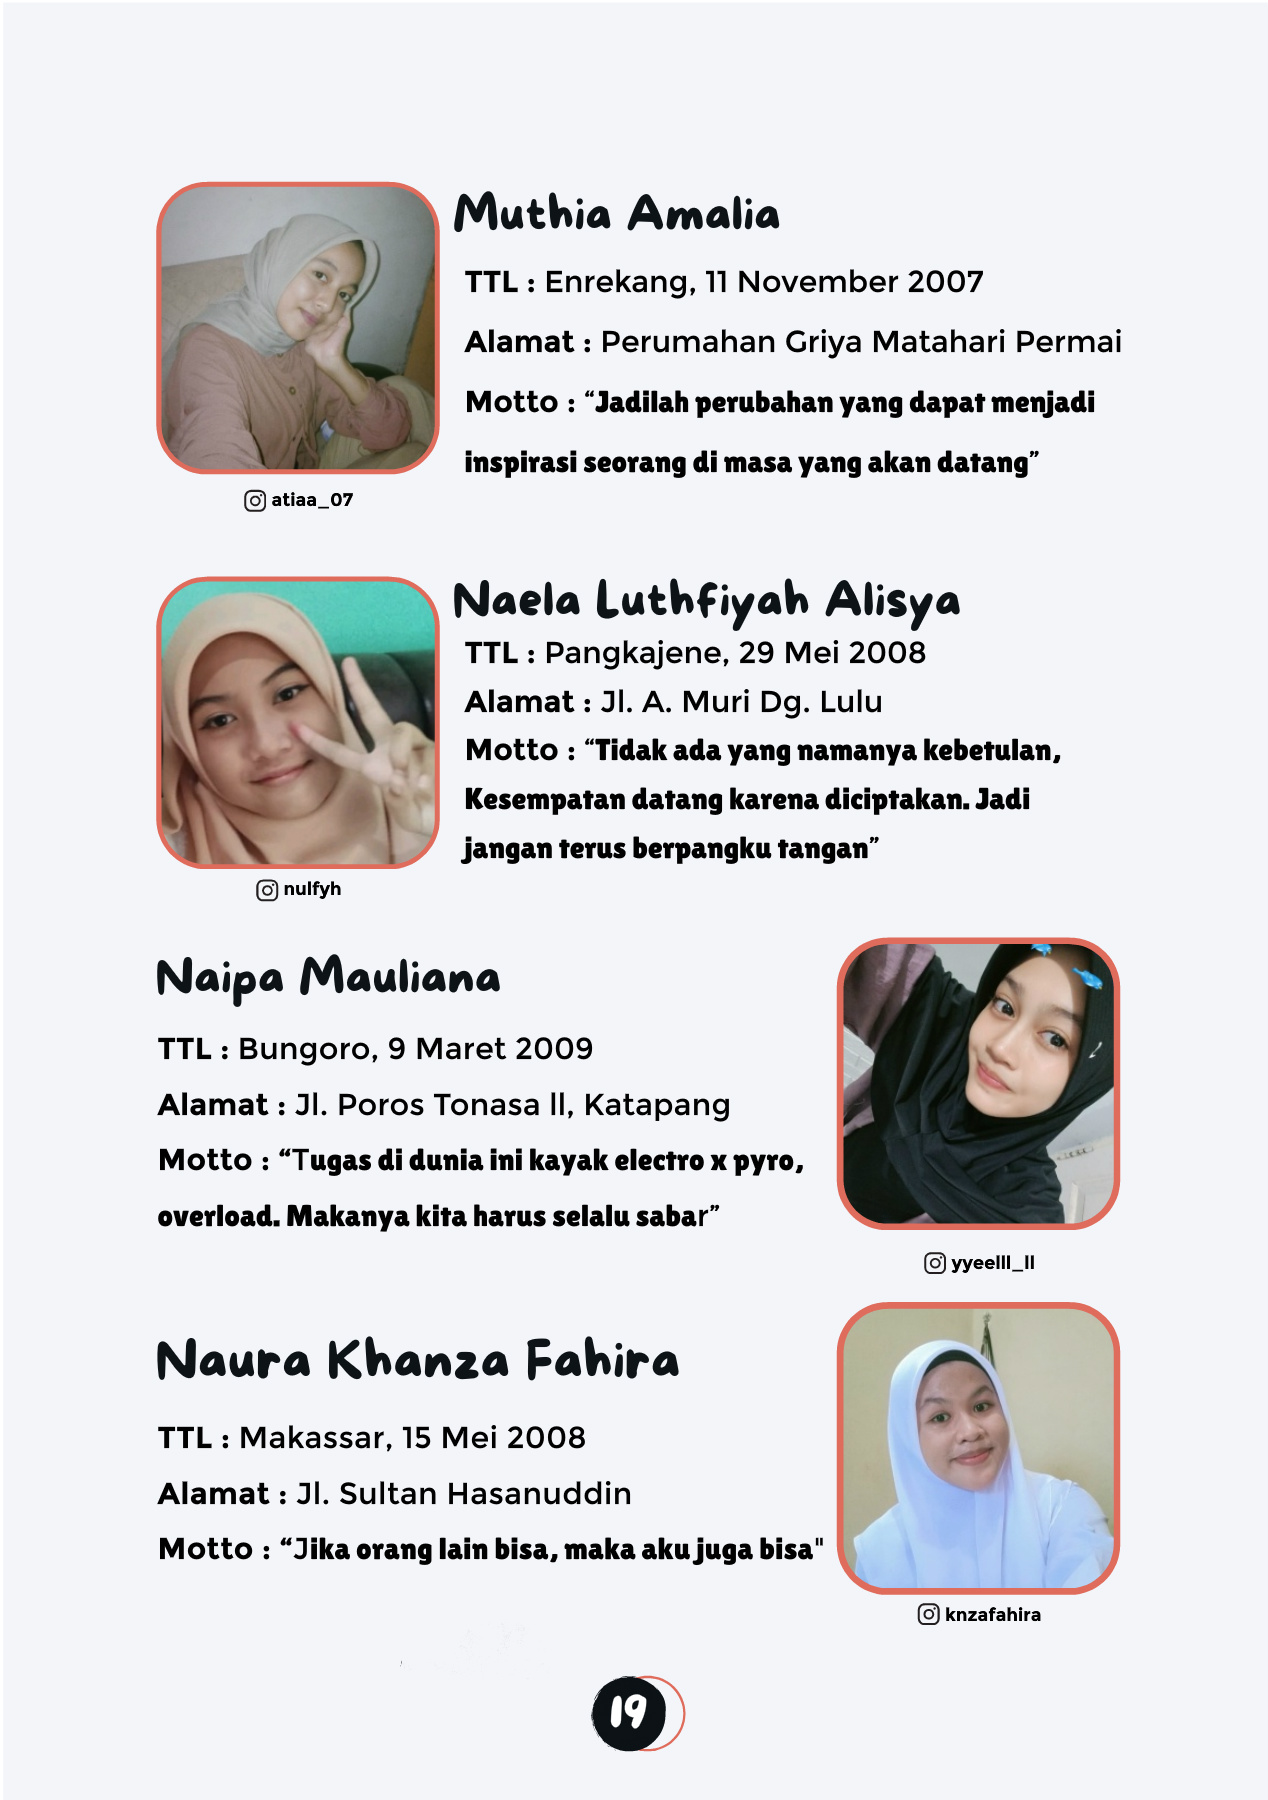 Muthia Amalia
TTL : Enrekang, 11 November 2007
Alamat : Perumahan Griya Matahari Permai
Motto : “Jadilah perubahan yang dapat menjadi
inspirasi seorang di masa yang akan datang”
atiaa_07
Naela Luthfiyah Alisya
TTL : Pangkajene, 29 Mei 2008
Alamat : Jl. A. Muri Dg. Lulu
Motto : “Tidak ada yang namanya kebetulan,
Kesempatan datang karena diciptakan. Jadi
jangan terus berpangku tangan”
nulfyh
Naipa Mauliana
TTL : Bungoro, 9 Maret 2009
Alamat : Jl. Poros Tonasa ll, Katapang
Motto : “Tugas di dunia ini kayak electro x pyro,
overload. Makanya kita harus selalu sabar”
yyeelll_ll
Naura Khanza Fahira
TTL : Makassar, 15 Mei 2008
Alamat : Jl. Sultan Hasanuddin
Motto : “Jika orang lain bisa, maka aku juga bisa"
knzafahira
19